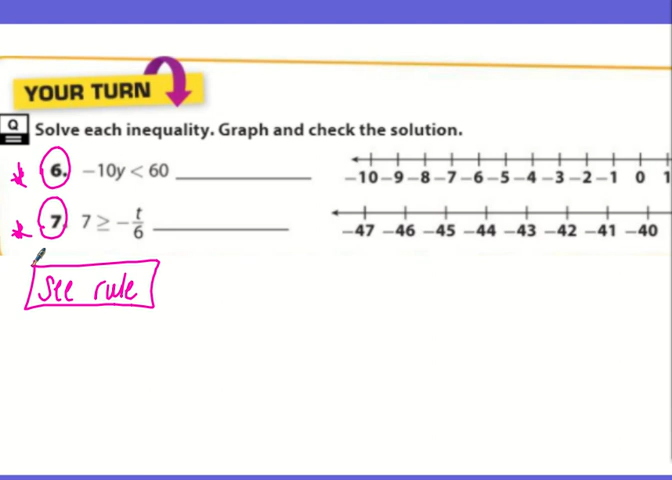 YOUR TURN
Q
Solve each inequality. Graph and check the solution.
6. −10y < 60 ____________
−10 −9 −8 −7 −6 −5 −4 −3 −2 −1 0 1
7. 7 ≥ −t/6 ____________
−47 −46 −45 −44 −43 −42 −41 −40
See rule